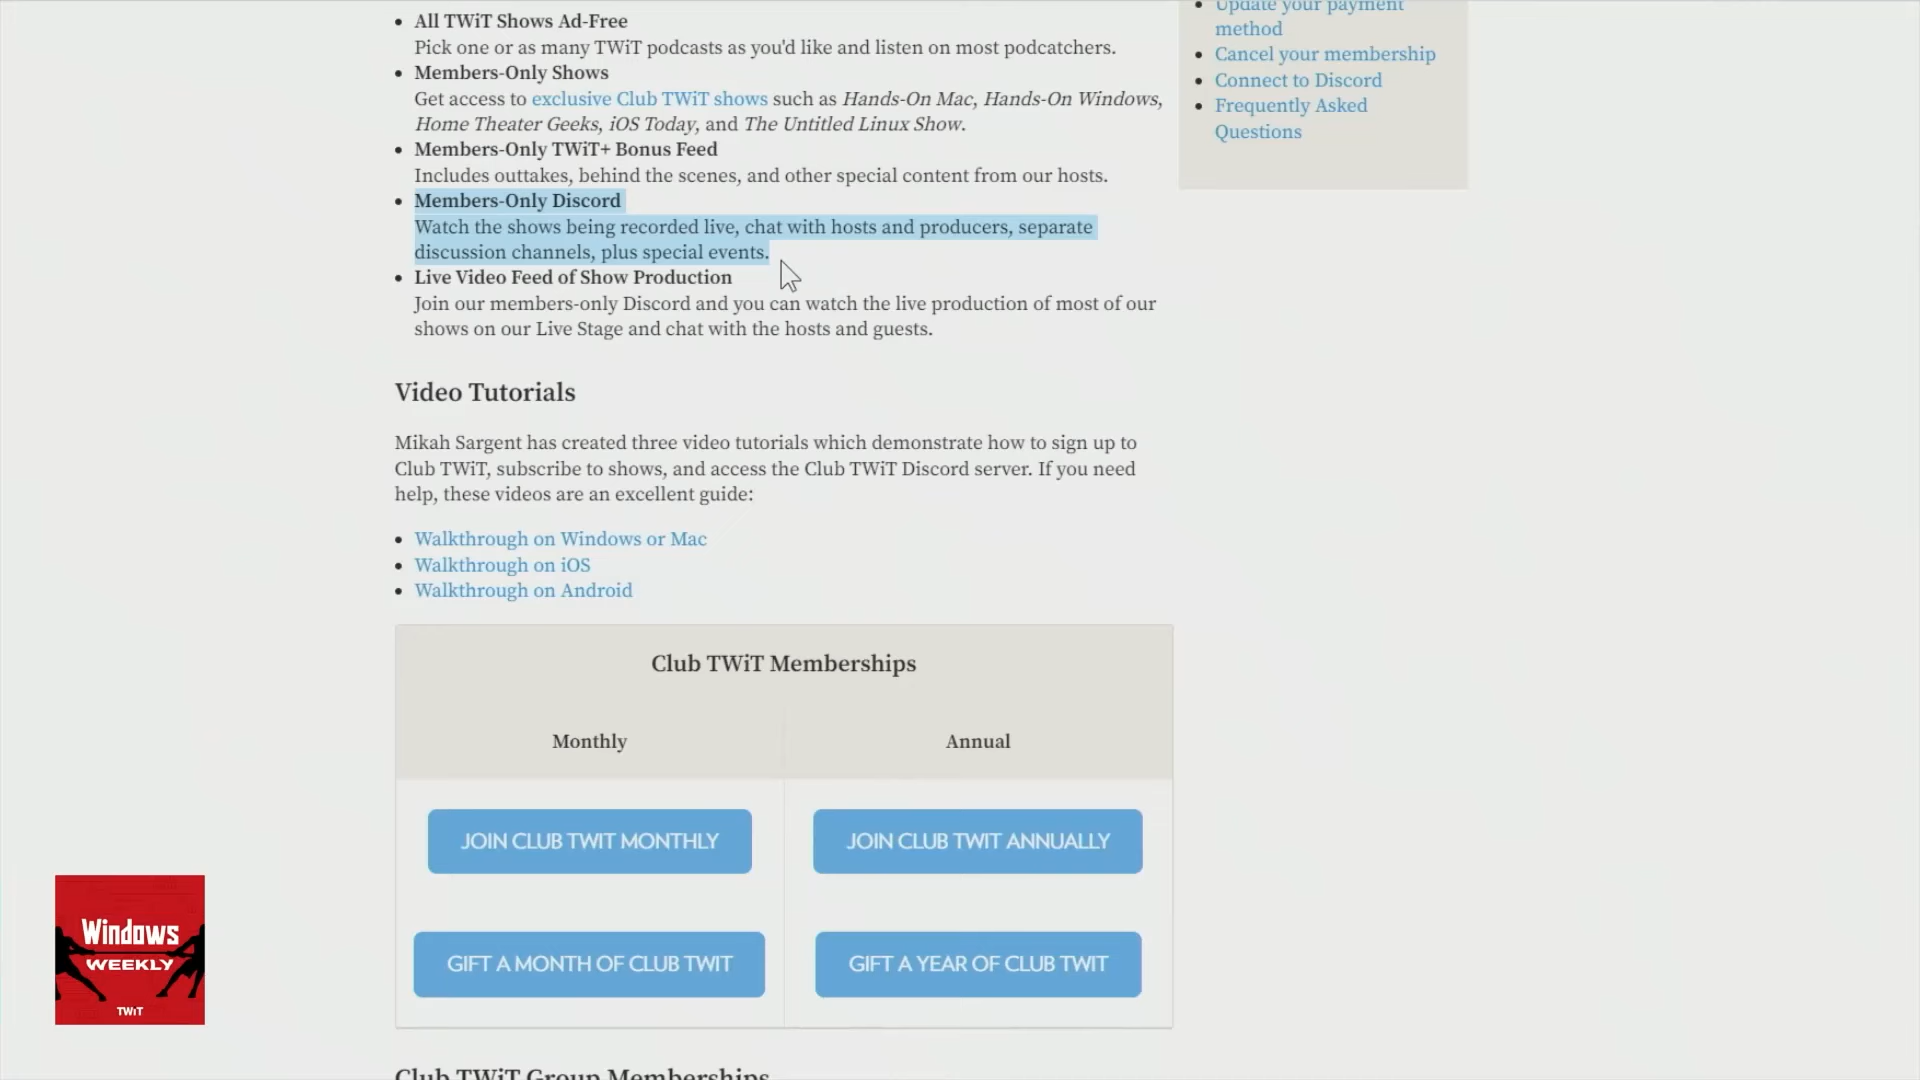 All TWiT Shows Ad-Free
Pick one or as many TWiT podcasts as you'd like and listen on most podcatchers.
Members-Only Shows
Get access to exclusive Club TWiT shows such as Hands-On Mac, Hands-On Windows,
Home Theater Geeks, iOS Today, and The Untitled Linux Show.
Members-Only TWiT+ Bonus Feed
Includes outtakes, behind the scenes, and other special content from our hosts.
Members-Only Discord
Watch the shows being recorded live, chat with hosts and producers, separate
discussion channels, plus special events.
Live Video Feed of Show Production
Join our members-only Discord and you can watch the live production of most of our
shows on our Live Stage and chat with the hosts and guests.
Update your payment
method
Cancel your membership
Connect to Discord
Frequently Asked
Questions
Video Tutorials
Mikah Sargent has created three video tutorials which demonstrate how to sign up to
Club TWiT, subscribe to shows, and access the Club TWiT Discord server. If you need
help, these videos are an excellent guide:
Walkthrough on Windows or Mac
Walkthrough on iOS
Walkthrough on Android
Club TWiT Memberships
Monthly
Annual
JOIN CLUB TWIT MONTHLY
JOIN CLUB TWIT ANNUALLY
GIFT A MONTH OF CLUB TWIT
GIFT A YEAR OF CLUB TWIT
Windows
WEEKLY
TWiT
Club TWiT Group Memberships